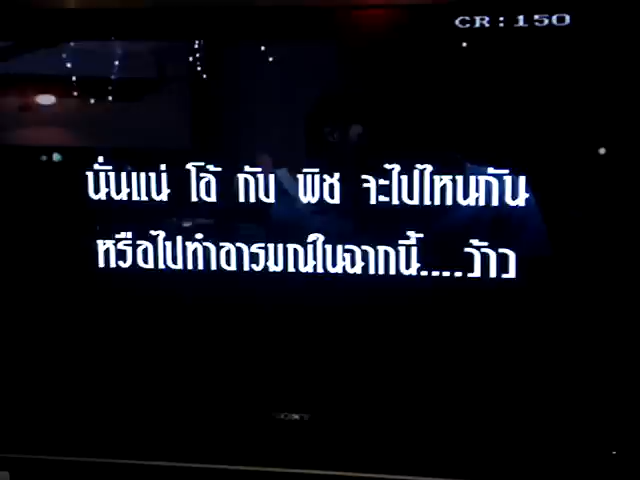 CR:150
นั่นแน่ โอ้ กับ พิช จะไปไหนกัน
หรือไปทำอารมณ์ในฉากนี้....ว้าว
SONY